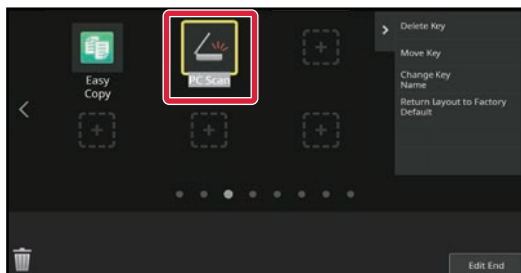 Easy
Copy
PC Scan
Delete Key
Move Key
Change Key
Name
Return Layout to Factory
Default
Edit End